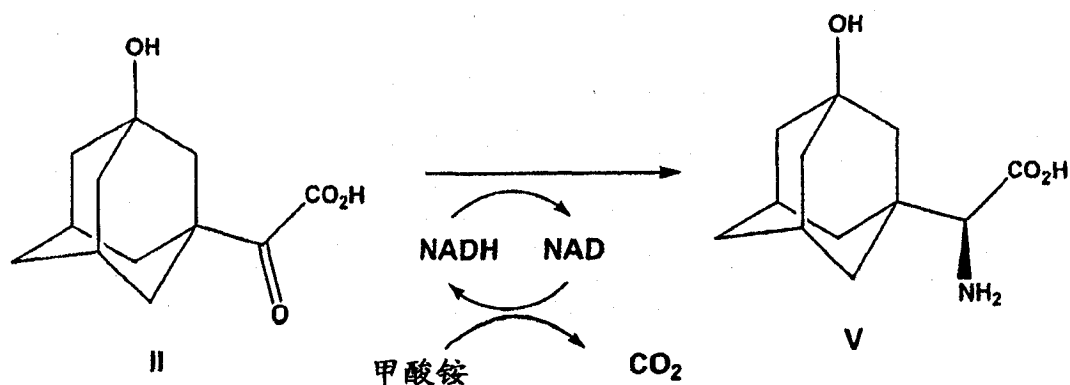 OH
CO₂H
O
II
NADH NAD
甲酸铵 CO₂
OH
CO₂H
NH₂
V